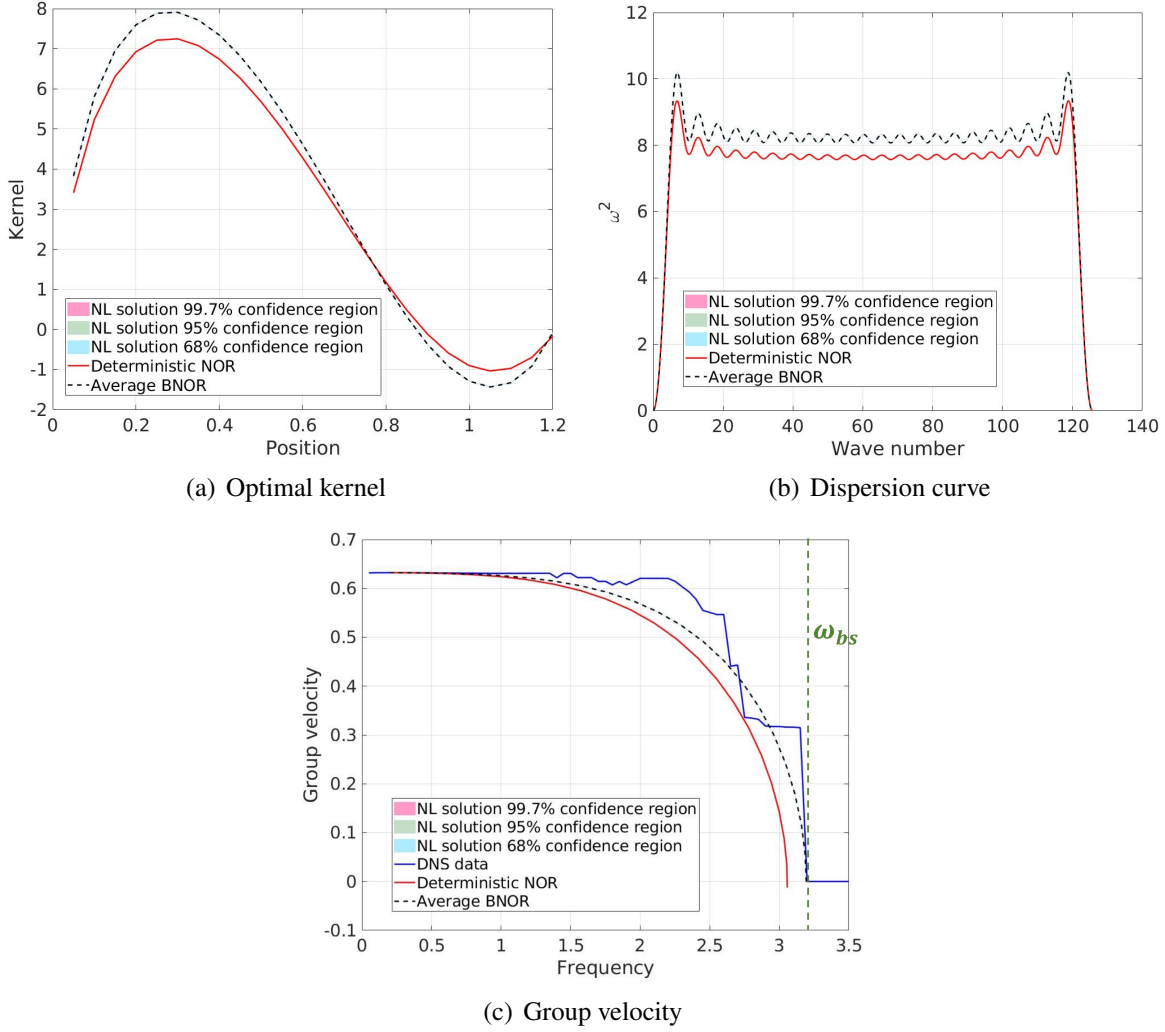 8
7
6
5
4
3
2
1
0
-1
-2
Kernel
NL solution 99.7% confidence region
NL solution 95% confidence region
NL solution 68% confidence region
Deterministic NOR
Average BNOR
0 0.2 0.4 0.6 0.8 1 1.2
Position
(a) Optimal kernel
12
10
8
6
4
2
0
ω²
NL solution 99.7% confidence region
NL solution 95% confidence region
NL solution 68% confidence region
Deterministic NOR
Average BNOR
0 20 40 60 80 100 120 140
Wave number
(b) Dispersion curve
0.7
0.6
0.5
0.4
0.3
0.2
0.1
0
-0.1
Group velocity
ω_bs
NL solution 99.7% confidence region
NL solution 95% confidence region
NL solution 68% confidence region
DNS data
Deterministic NOR
Average BNOR
0 0.5 1 1.5 2 2.5 3 3.5
Frequency
(c) Group velocity